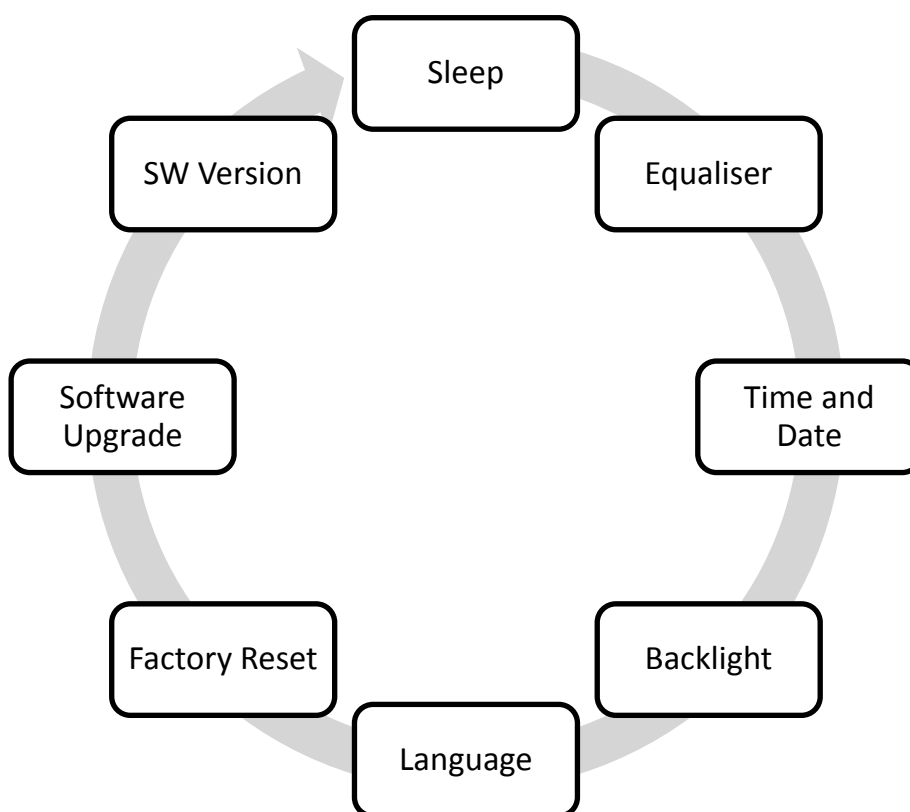 Sleep
Equaliser
Time and
Date
Backlight
Language
Factory Reset
Software
Upgrade
SW Version